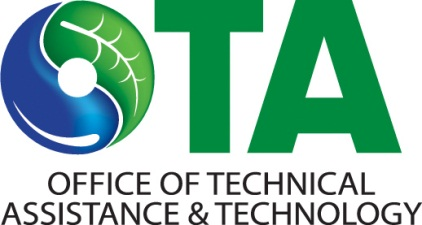 OTA
OFFICE OF TECHNICAL
ASSISTANCE & TECHNOLOGY